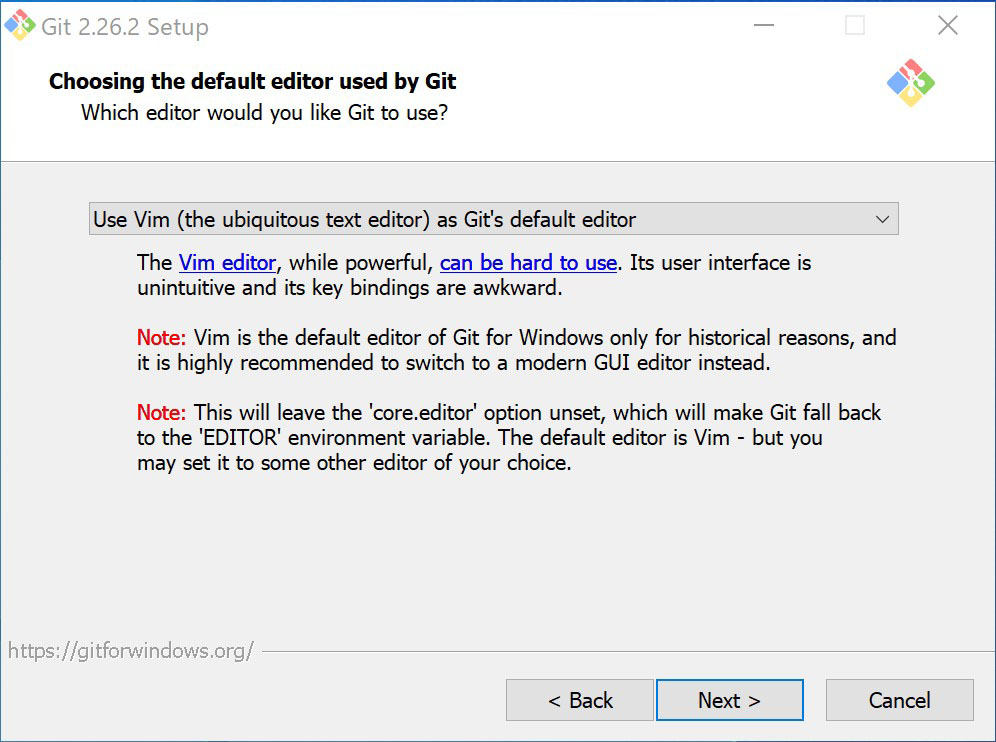 Git 2.26.2 Setup
Choosing the default editor used by Git
Which editor would you like Git to use?
Use Vim (the ubiquitous text editor) as Git's default editor
The Vim editor, while powerful, can be hard to use. Its user interface is
unintuitive and its key bindings are awkward.
Note: Vim is the default editor of Git for Windows only for historical reasons, and
it is highly recommended to switch to a modern GUI editor instead.
Note: This will leave the 'core.editor' option unset, which will make Git fall back
to the 'EDITOR' environment variable. The default editor is Vim - but you
may set it to some other editor of your choice.
https://gitforwindows.org/
< Back
Next >
Cancel